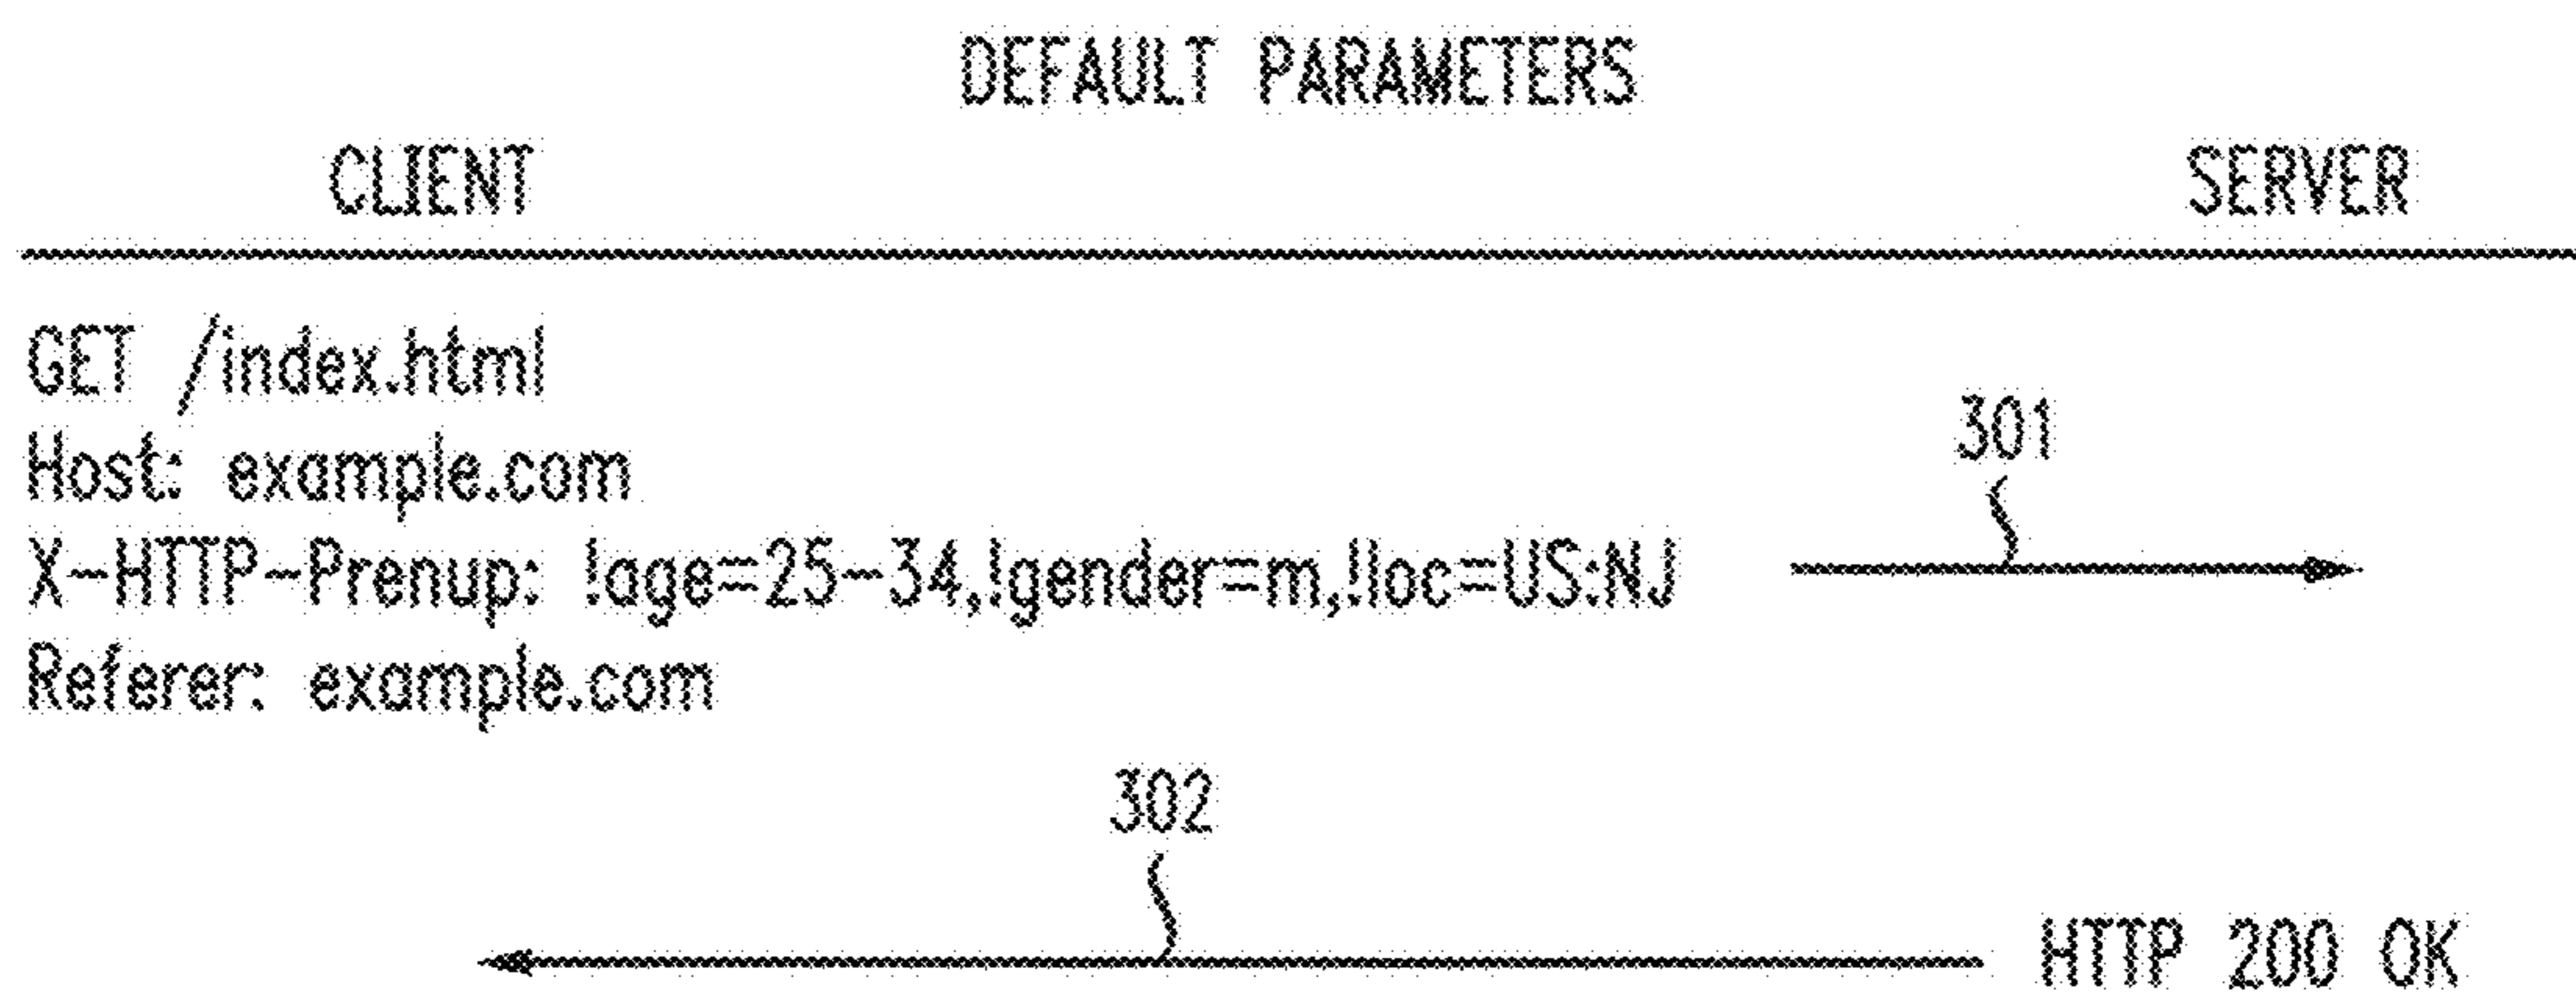 DEFAULT PARAMETERS
CLIENT SERVER
GET /index.html
Host: example.com
301
X-HTTP-Prenup: !age=25-34,!gender=m,!loc=US:NJ
Referer: example.com
302
HTTP 200 OK